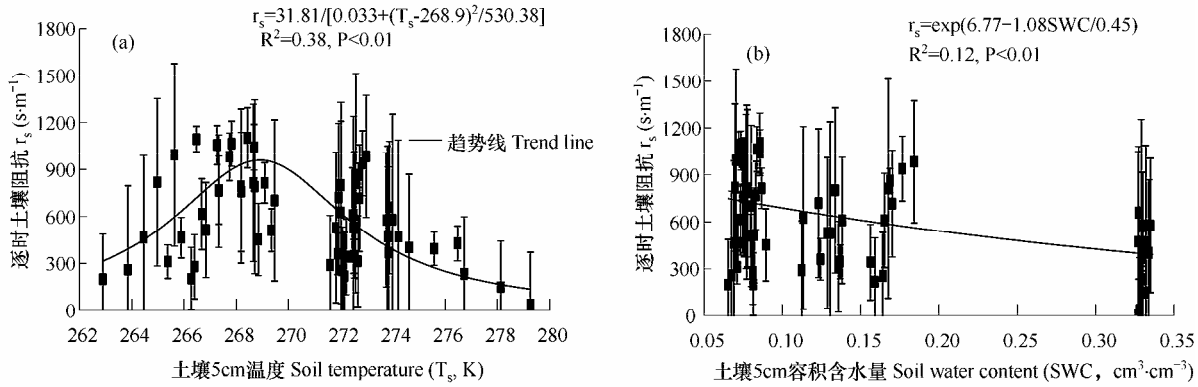 r_s=31.81/[0.033+(T_s-268.9)²/530.38]
R²=0.38, P<0.01
(a)
1800
1500
1200
900
600
300
0
逐时土壤阻抗 r_s (s·m⁻¹)
趋势线 Trend line
262 264 266 268 270 272 274 276 278 280
土壤5cm温度 Soil temperature (T_s, K)
r_s=exp(6.77−1.08SWC/0.45)
R²=0.12, P<0.01
(b)
1800
1500
1200
900
600
300
0
逐时土壤阻抗 r_s (s·m⁻¹)
0.05 0.10 0.15 0.20 0.25 0.30 0.35
土壤5cm容积含水量 Soil water content (SWC, cm³·cm⁻³)